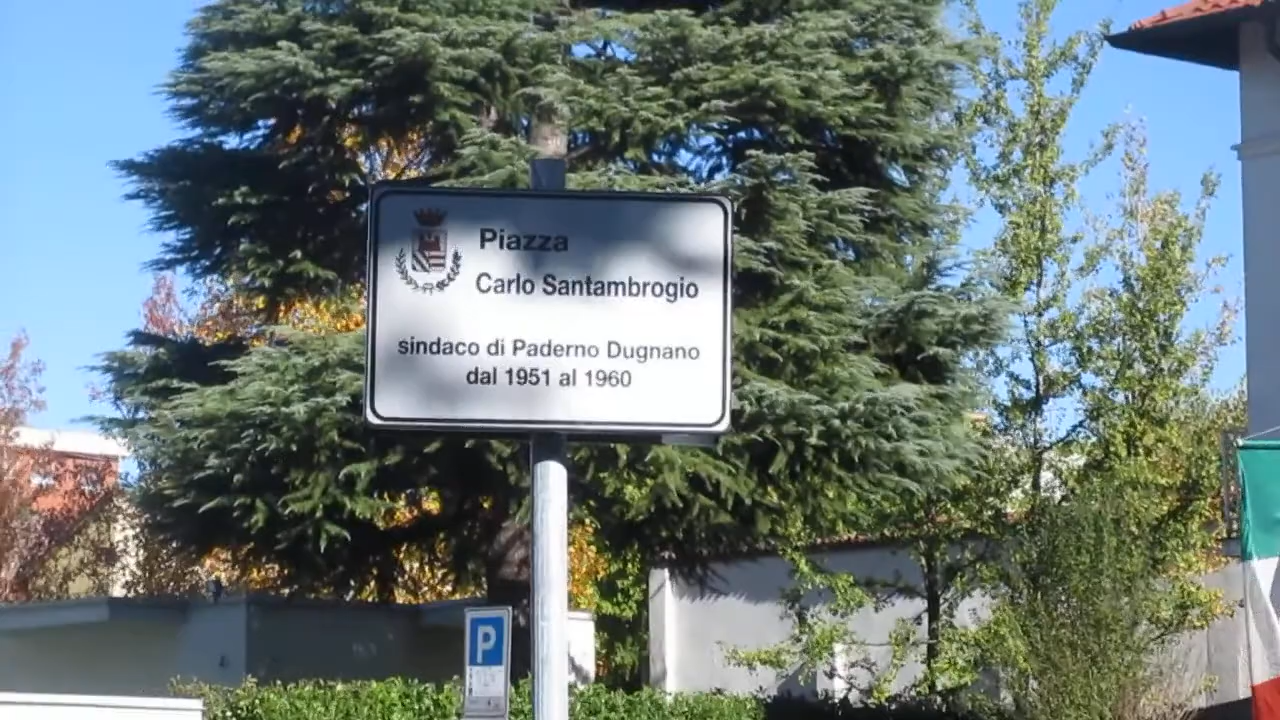 Piazza
Carlo Santambrogio
sindaco di Paderno Dugnano
dal 1951 al 1960
P